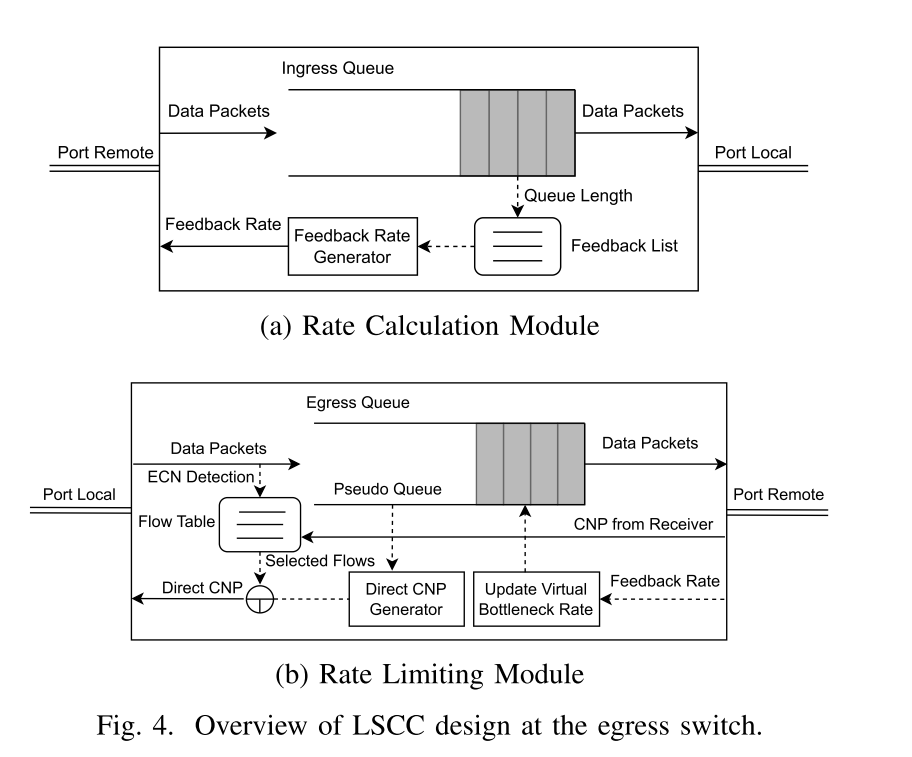 Ingress Queue
Data Packets
Data Packets
Port Remote
Port Local
Queue Length
Feedback Rate
Feedback Rate
Generator
Feedback List
(a) Rate Calculation Module
Egress Queue
Data Packets
Data Packets
ECN Detection
Port Local
Pseudo Queue
Port Remote
Flow Table
CNP from Receiver
Selected Flows
Direct CNP
Direct CNP
Generator
Update Virtual
Bottleneck Rate
Feedback Rate
(b) Rate Limiting Module
Fig. 4. Overview of LSCC design at the egress switch.